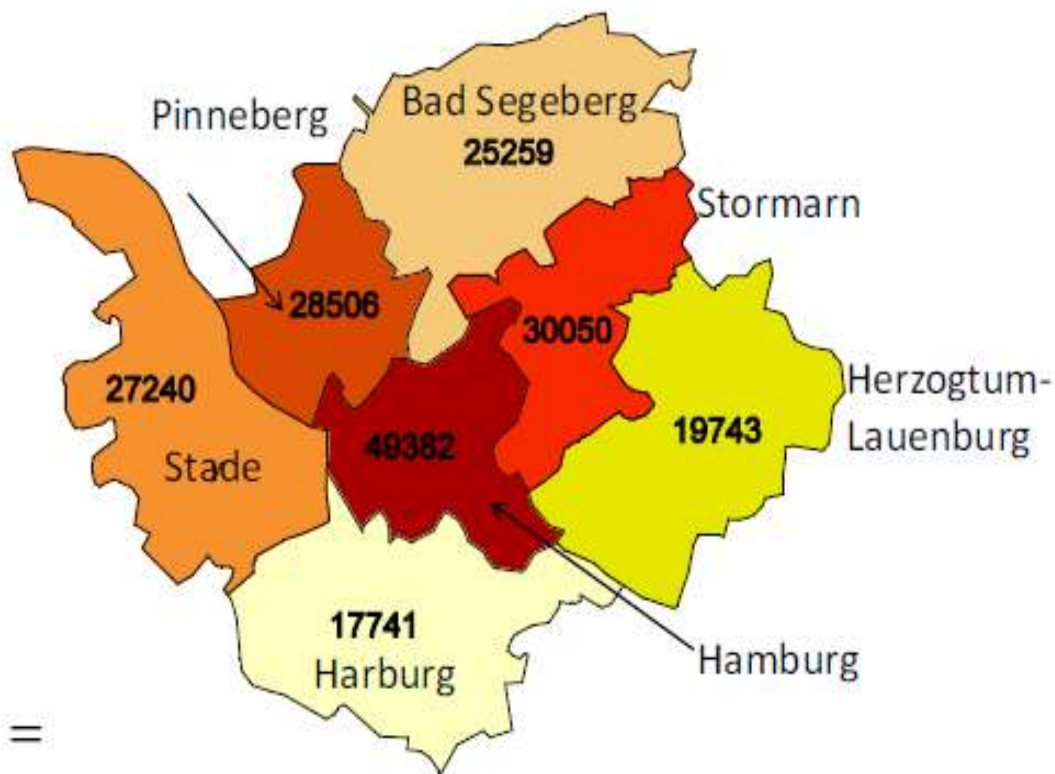 Bad Segeberg
25259
Pinneberg
Stormarn
28506
30050
27240
Stade
49382
19743
Herzogtum-
Lauenburg
17741
Harburg
Hamburg
=